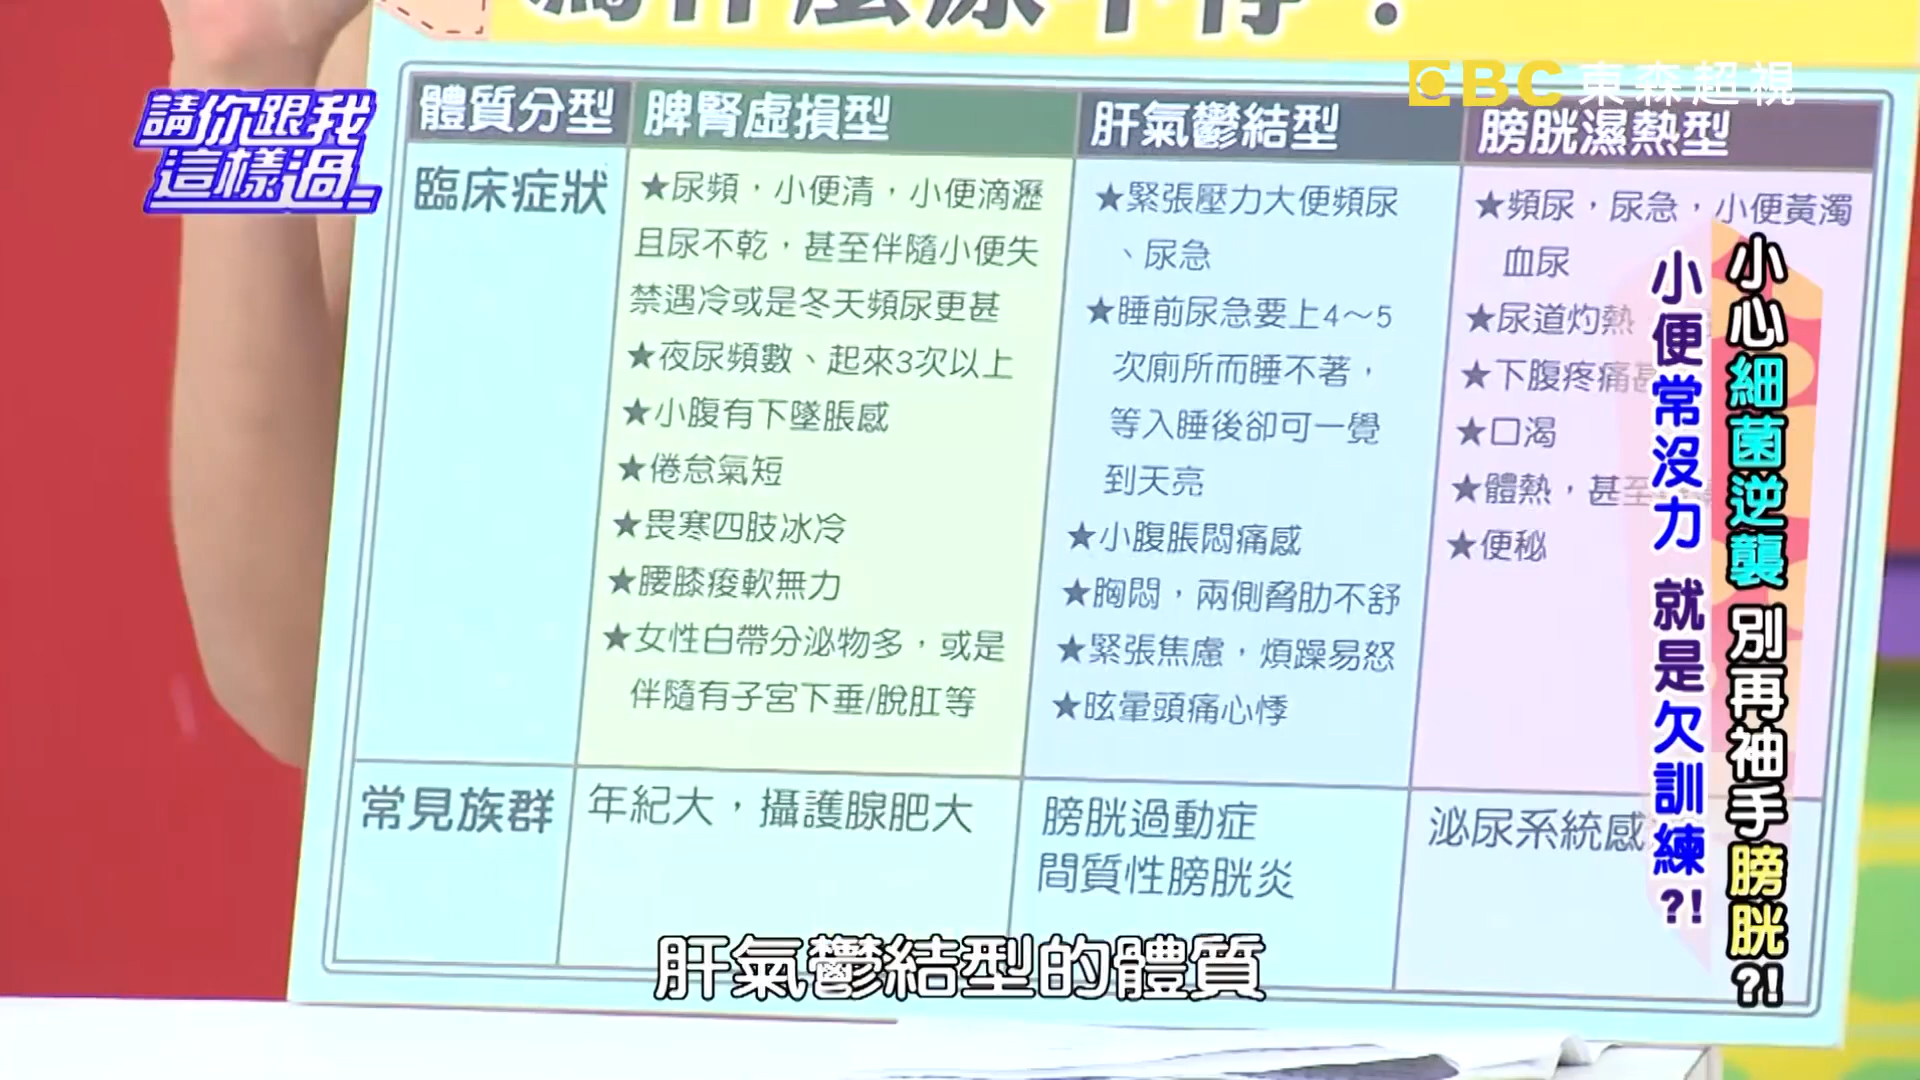 EBC 東森超視
請你跟我
這樣過
體質分型
脾腎虛損型
肝氣鬱結型
膀胱濕熱型
臨床症狀
★尿頻，小便清，小便滴瀝
且尿不乾，甚至伴隨小便失
禁遇冷或是冬天頻尿更甚
★夜尿頻數、起來3次以上
★小腹有下墜脹感
★倦怠氣短
★畏寒四肢冰冷
★腰膝痠軟無力
★女性白帶分泌物多，或是
伴隨有子宮下垂/脫肛等
★緊張壓力大便頻尿
、尿急
★睡前尿急要上4～5
次廁所而睡不著，
等入睡後卻可一覺
到天亮
★小腹脹悶痛感
★胸悶，兩側脅肋不舒
★緊張焦慮，煩躁易怒
★眩暈頭痛心悸
★頻尿，尿急，小便黃濁
血尿
★尿道灼熱
★下腹疼痛甚
★口渴
★體熱，甚至
★便秘
常見族群
年紀大，攝護腺肥大
膀胱過動症
間質性膀胱炎
泌尿系統感
小心細菌逆襲 別再袖手膀胱?!
小便常沒力 就是欠訓練?!
肝氣鬱結型的體質